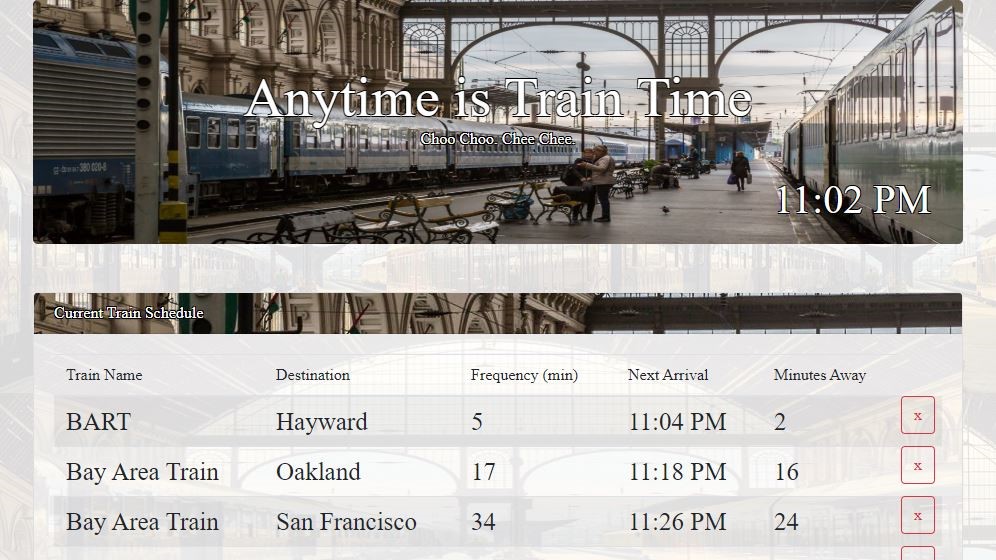 Anytime is Train Time
Choo Choo. Chee Chee.
11:02 PM
Current Train Schedule
Train Name Destination Frequency (min) Next Arrival Minutes Away
BART Hayward 5 11:04 PM 2 x
Bay Area Train Oakland 17 11:18 PM 16 x
Bay Area Train San Francisco 34 11:26 PM 24 x